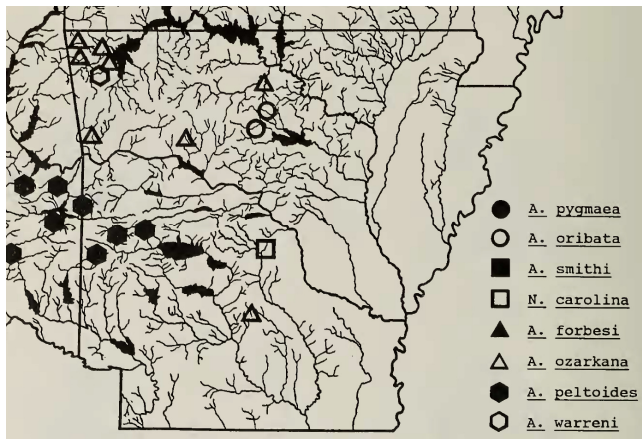 A. pygmaea
A. oribata
A. smithi
N. carolina
A. forbesi
A. ozarkana
A. peltoides
A. warreni